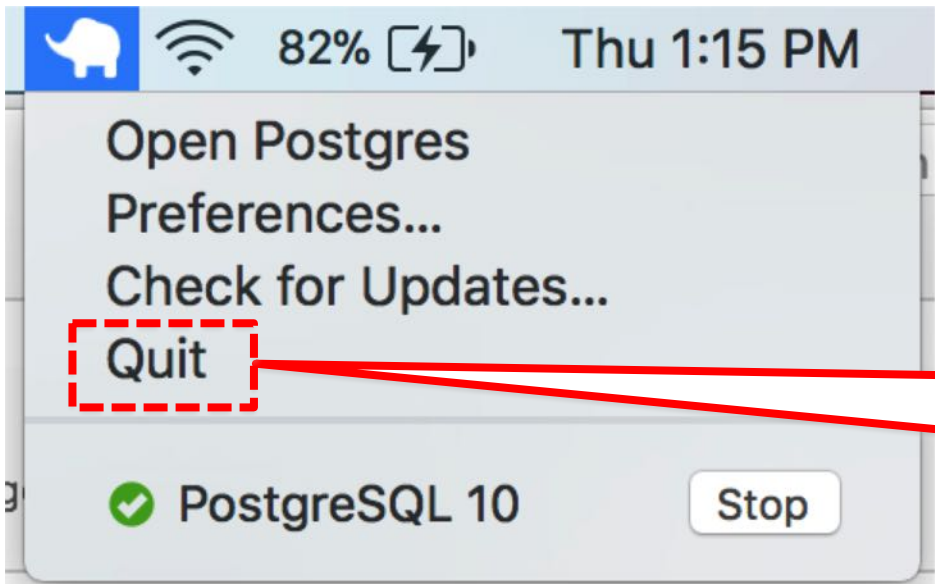 82% Thu 1:15 PM
Open Postgres
Preferences...
Check for Updates...
Quit
PostgreSQL 10 Stop